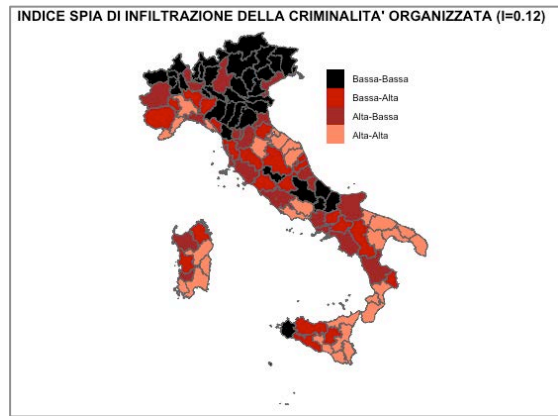 INDICE SPIA DI INFILTRAZIONE DELLA CRIMINALITA' ORGANIZZATA (I=0.12)
Bassa-Bassa
Bassa-Alta
Alta-Bassa
Alta-Alta